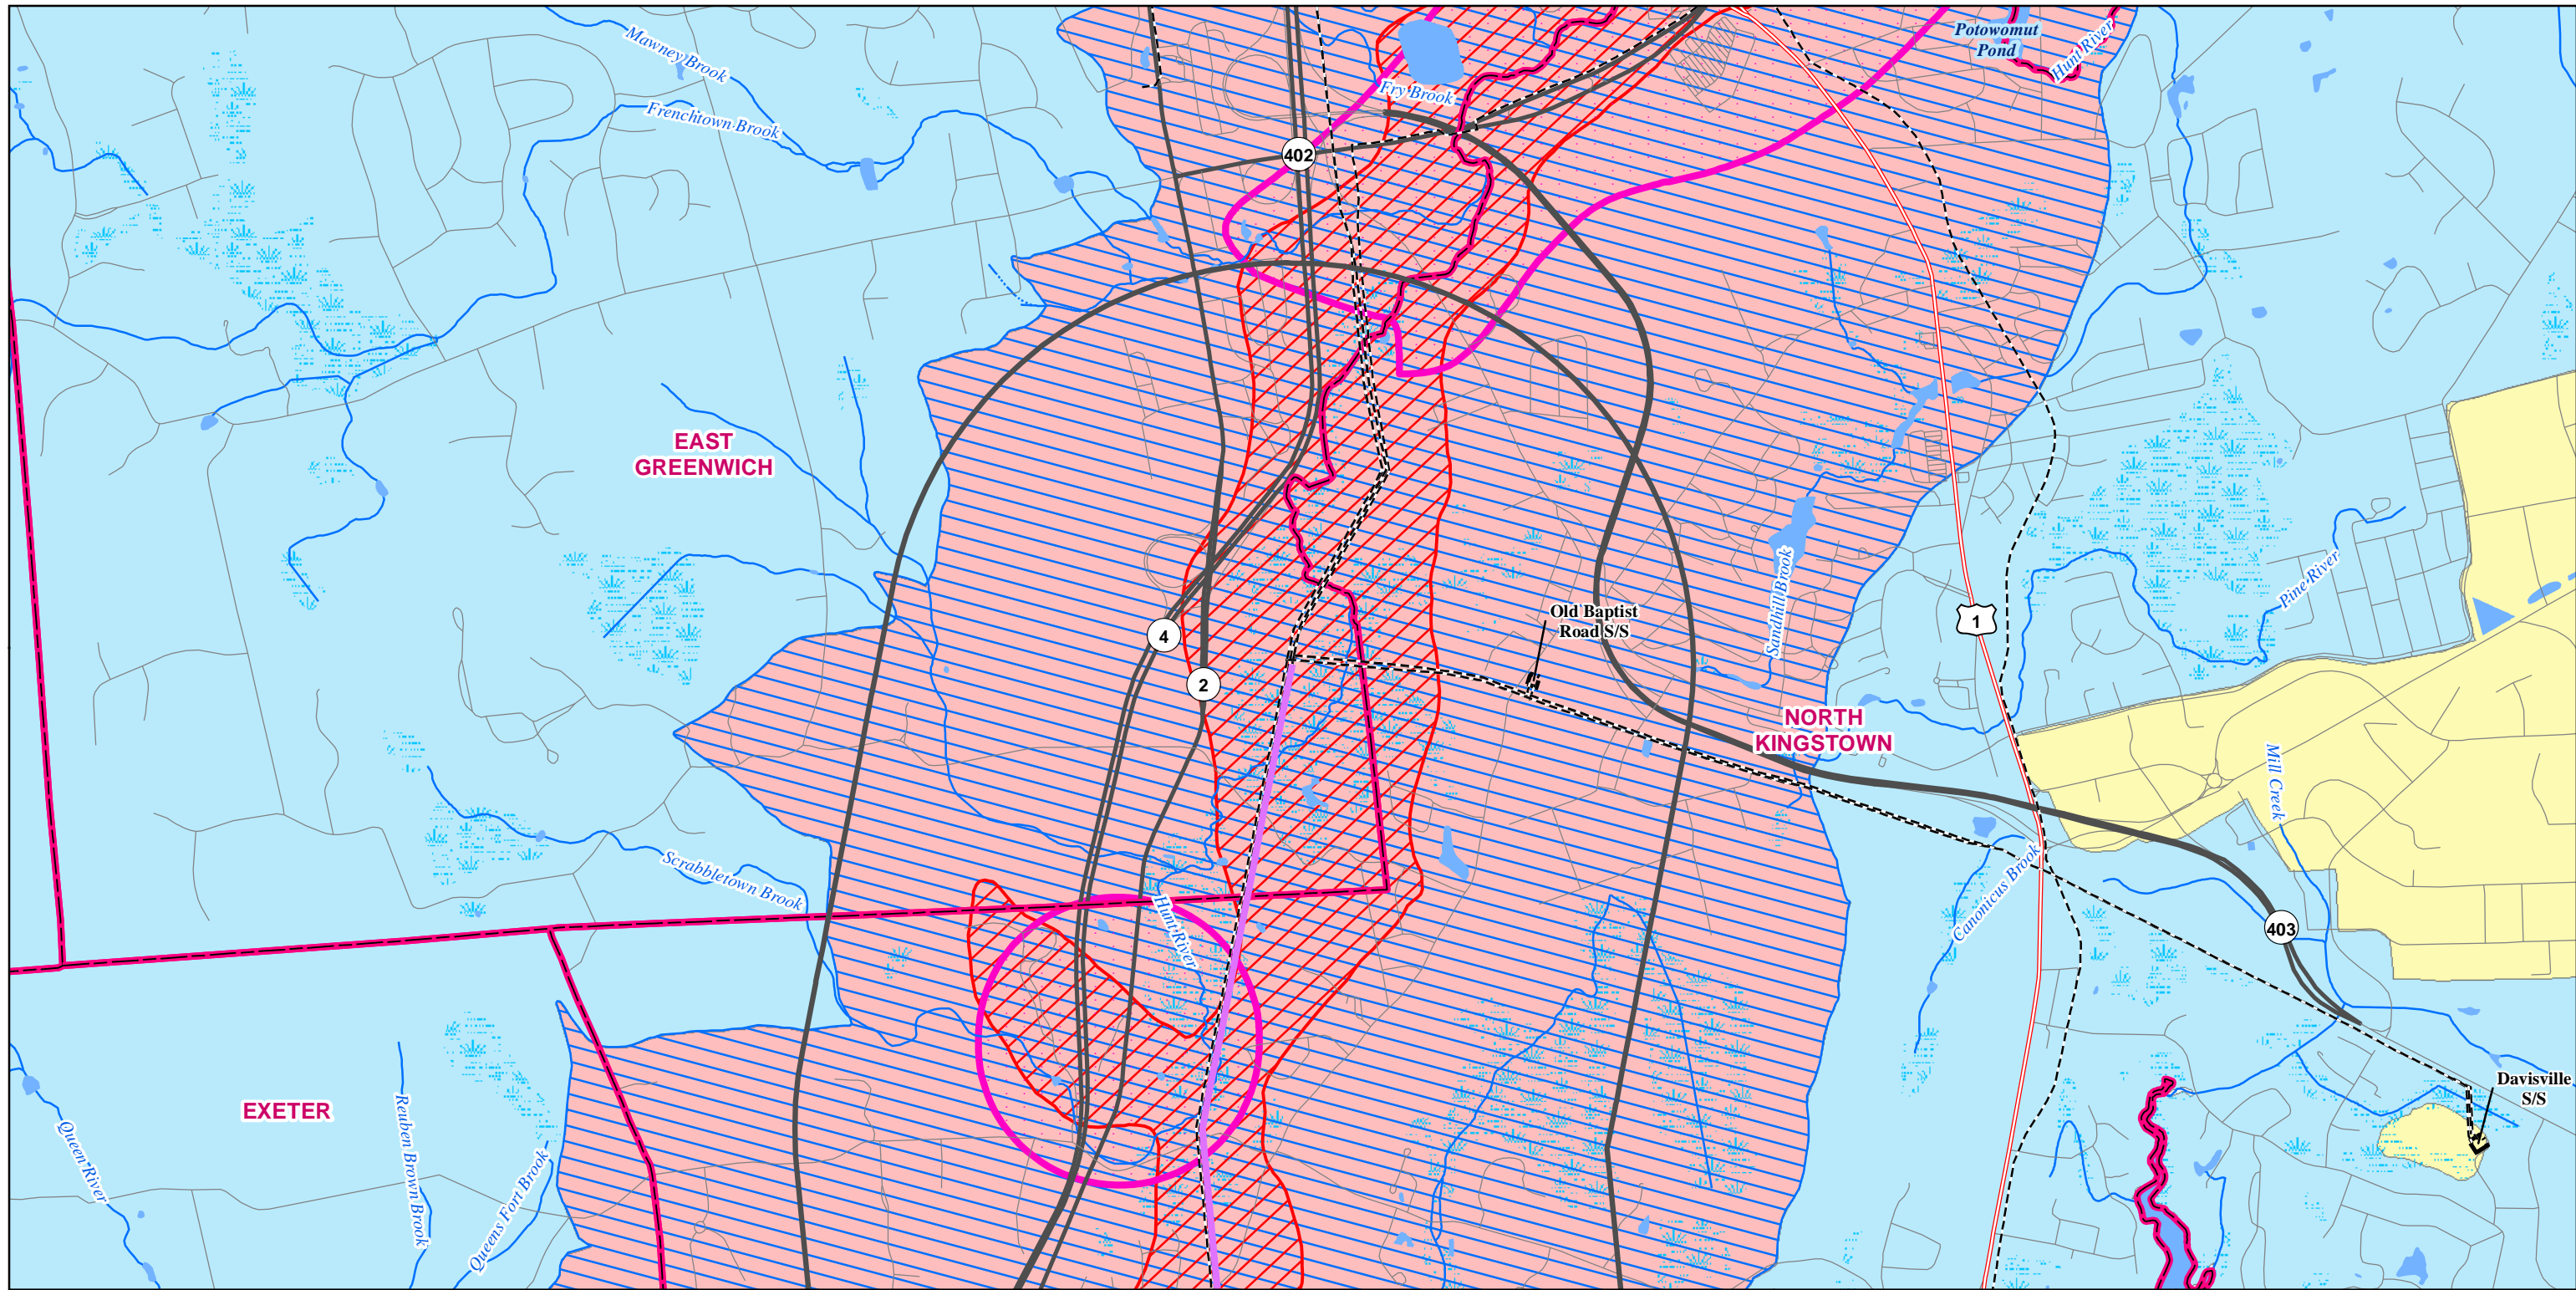 Mawney Brook
Potowomut
Pond
Hunt River
Frenchtown Brook
Fry Brook
402
EAST
GREENWICH
Sandhill Brook
Pine River
Old Baptist
Road S/S
1
4
2
NORTH
KINGSTOWN
Mill Creek
Scrabbletown Brook
Hunt River
Canonicus Brook
403
EXETER
Queen River
Reuben Brown Brook
Queens Fort Brook
Davisville
S/S